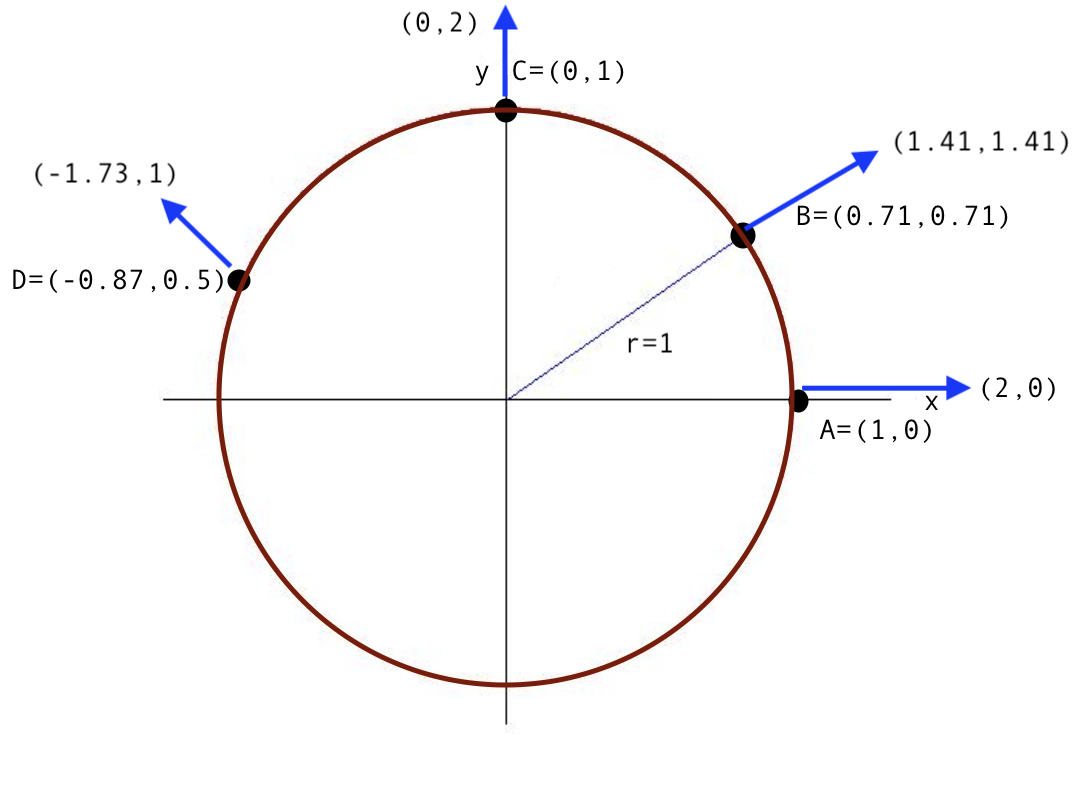 (0,2)
y
C=(0,1)
(1.41,1.41)
(-1.73,1)
B=(0.71,0.71)
D=(-0.87,0.5)
r=1
(2,0)
x
A=(1,0)